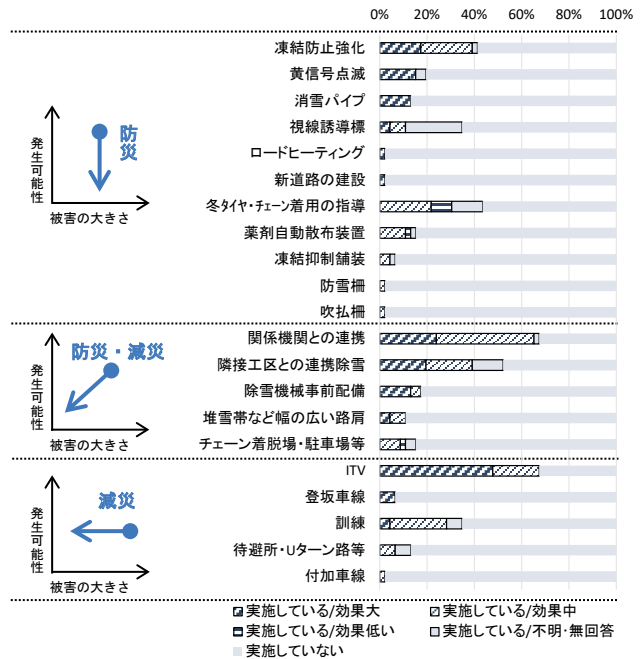 0% 20% 40% 60% 80% 100%
凍結防止強化
黄信号点滅
消雪パイプ
視線誘導標
ロードヒーティング
新道路の建設
冬タイヤ・チェーン着用の指導
薬剤自動散布装置
凍結抑制舗装
防雪柵
吹払柵
発生可能性
防災
被害の大きさ
関係機関との連携
隣接工区との連携除雪
除雪機械事前配備
堆雪帯など幅の広い路肩
チェーン着脱場・駐車場等
発生可能性
防災・減災
被害の大きさ
ITV
登坂車線
訓練
待避所・Uターン路等
付加車線
発生可能性
減災
被害の大きさ
実施している/効果大 実施している/効果中
実施している/効果低い 実施している/不明・無回答
実施していない